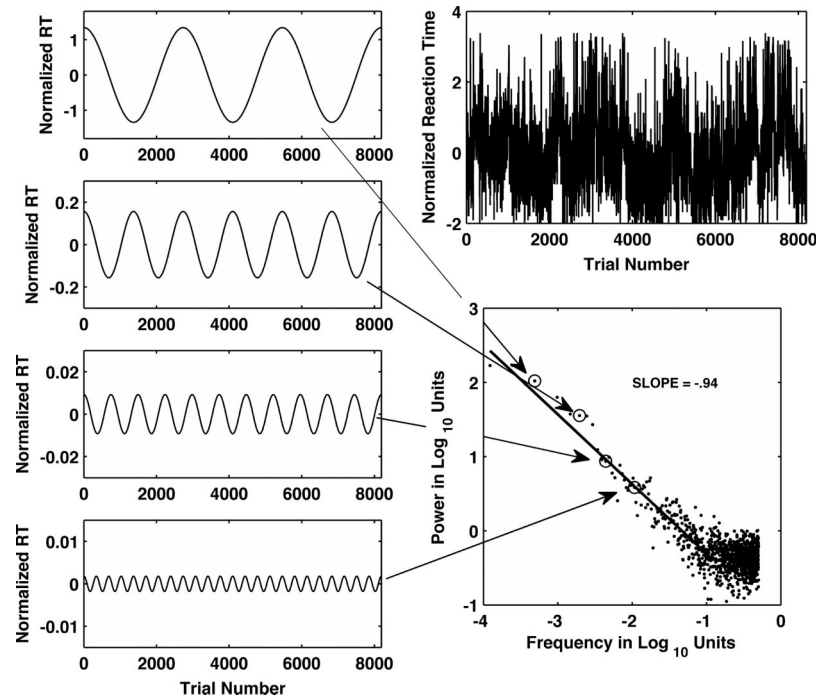 Normalized RT
1
0
-1
0 2000 4000 6000 8000
Normalized RT
0.2
0
-0.2
0 2000 4000 6000 8000
Normalized RT
0.02
0
-0.02
0 2000 4000 6000 8000
Normalized RT
0.01
0
-0.01
0 2000 4000 6000 8000
Trial Number
Normalized Reaction Time
4
2
0
-2
0 2000 4000 6000 8000
Trial Number
Power in Log 10 Units
3
2
1
0
-1
SLOPE = -.94
-4 -3 -2 -1 0
Frequency in Log 10 Units